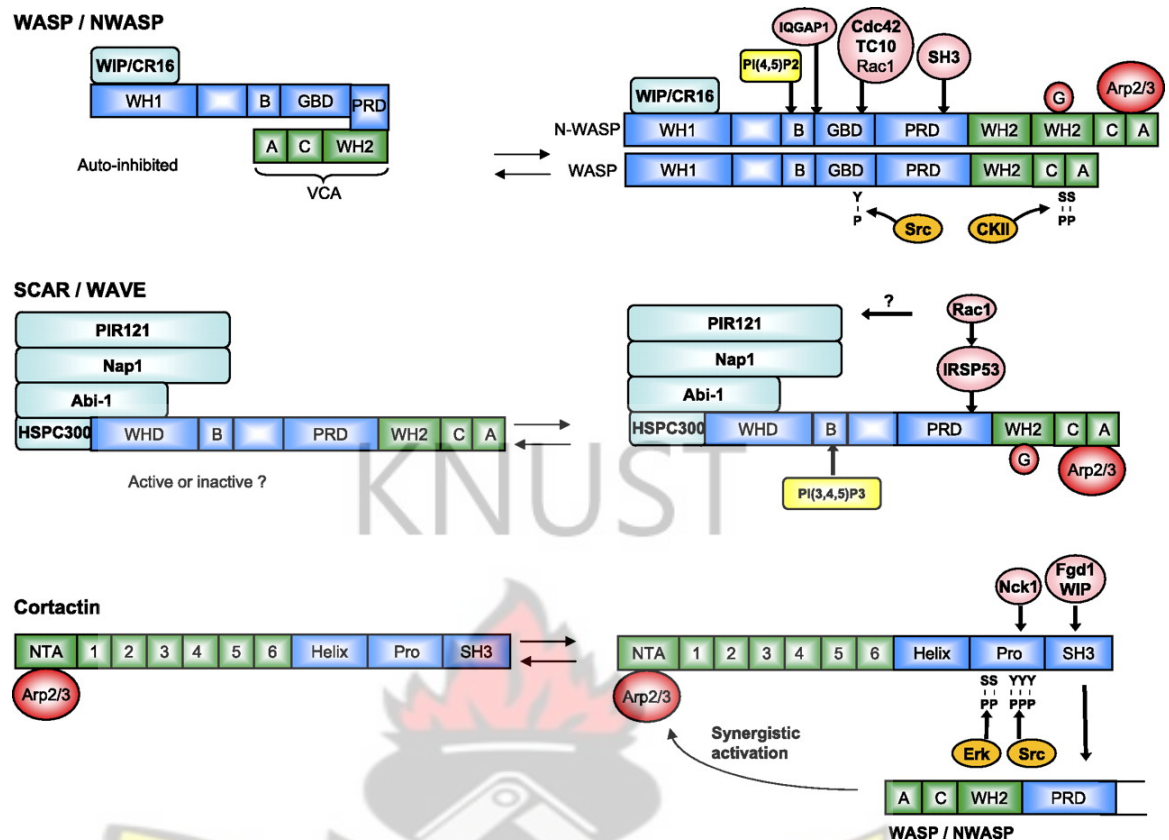 WASP / NWASP
WIP/CR16
WH1 B GBD PRD
A C WH2
Auto-inhibited
VCA
IQGAP1
Cdc42
TC10
Rac1
PI(4,5)P2
SH3
WIP/CR16
G
Arp2/3
N-WASP WH1 B GBD PRD WH2 WH2 C A
WASP WH1 B GBD PRD WH2 C A
Y
P
SS
PP
Src
CKII
SCAR / WAVE
PIR121
Nap1
Abi-1
HSPC300 WHD B PRD WH2 C A
Active or inactive ?
?
Rac1
IRSP53
PIR121
Nap1
Abi-1
HSPC300 WHD B PRD WH2 C A
G
Arp2/3
PI(3,4,5)P3
KNUST
Cortactin
NTA 1 2 3 4 5 6 Helix Pro SH3
Arp2/3
Nck1
Fgd1
WIP
NTA 1 2 3 4 5 6 Helix Pro SH3
Arp2/3
SS YYY
PP PPP
Synergistic
activation
Erk
Src
A C WH2 PRD
WASP / NWASP